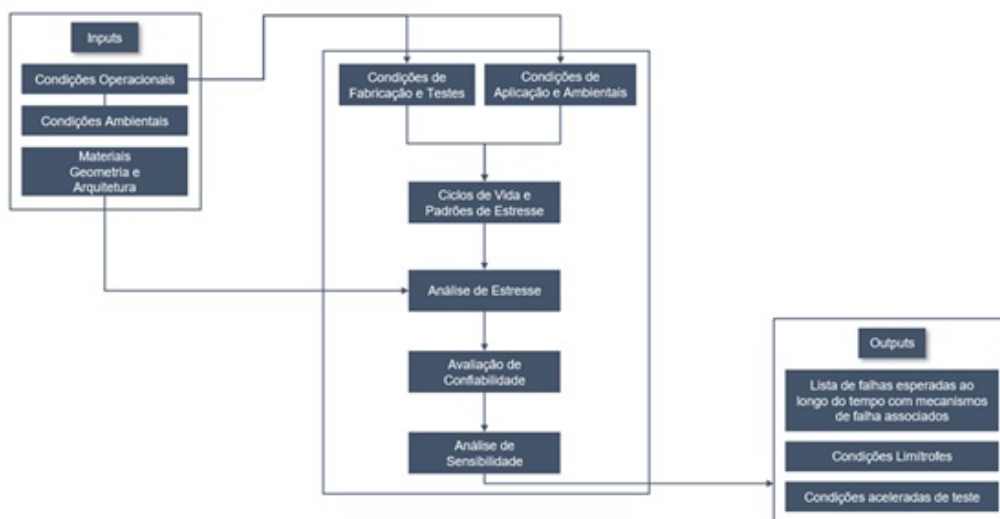 Inputs
Condições Operacionais
Condições Ambientais
Materiais
Geometria e
Arquitetura
Condições de
Fabricação e Testes
Condições de
Aplicação e Ambientais
Ciclos de Vida e
Padrões de Estresse
Análise de Estresse
Avaliação de
Confiabilidade
Análise de
Sensibilidade
Outputs
Lista de falhas esperadas ao
longo do tempo com mecanismos
de falha associados
Condições Limítrofes
Condições aceleradas de teste